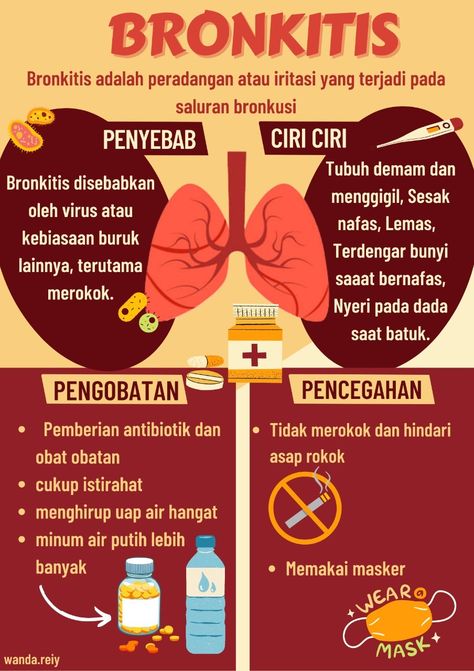 BRONKITIS
Bronkitis adalah peradangan atau iritasi yang terjadi pada
saluran bronkusi
PENYEBAB
Bronkitis disebabkan
oleh virus atau
kebiasaan buruk
lainnya, terutama
merokok.
CIRI CIRI
Tubuh demam dan
menggigil, Sesak
nafas, Lemas,
Terdengar bunyi
saaat bernafas,
Nyeri pada dada
saat batuk.
PENGOBATAN
• Pemberian antibiotik dan
obat obatan
• cukup istirahat
• menghirup uap air hangat
• minum air putih lebih
banyak
PENCEGAHAN
• Tidak merokok dan hindari
asap rokok
• Memakai masker
WEAR A
MASK
wanda.reiy